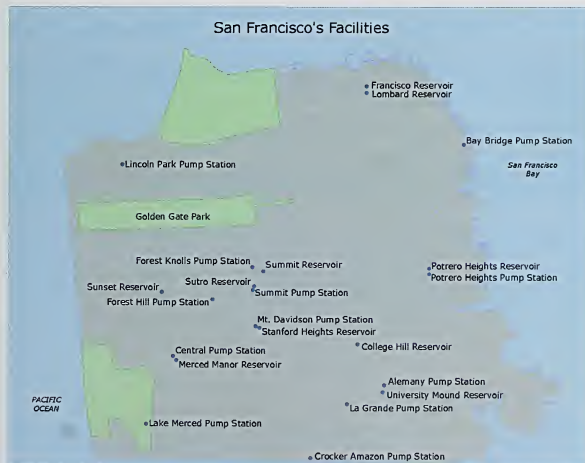 San Francisco's Facilities
Francisco Reservoir
Lombard Reservoir
Bay Bridge Pump Station
San Francisco
Bay
Lincoln Park Pump Station
Golden Gate Park
Forest Knolls Pump Station
Summit Reservoir
Potrero Heights Reservoir
Potrero Heights Pump Station
Sutro Reservoir
Sunset Reservoir
Summit Pump Station
Forest Hill Pump Station
Mt. Davidson Pump Station
Stanford Heights Reservoir
College Hill Reservoir
Central Pump Station
Merced Manor Reservoir
Alemany Pump Station
University Mound Reservoir
La Grande Pump Station
PACIFIC
OCEAN
Lake Merced Pump Station
Crocker Amazon Pump Station